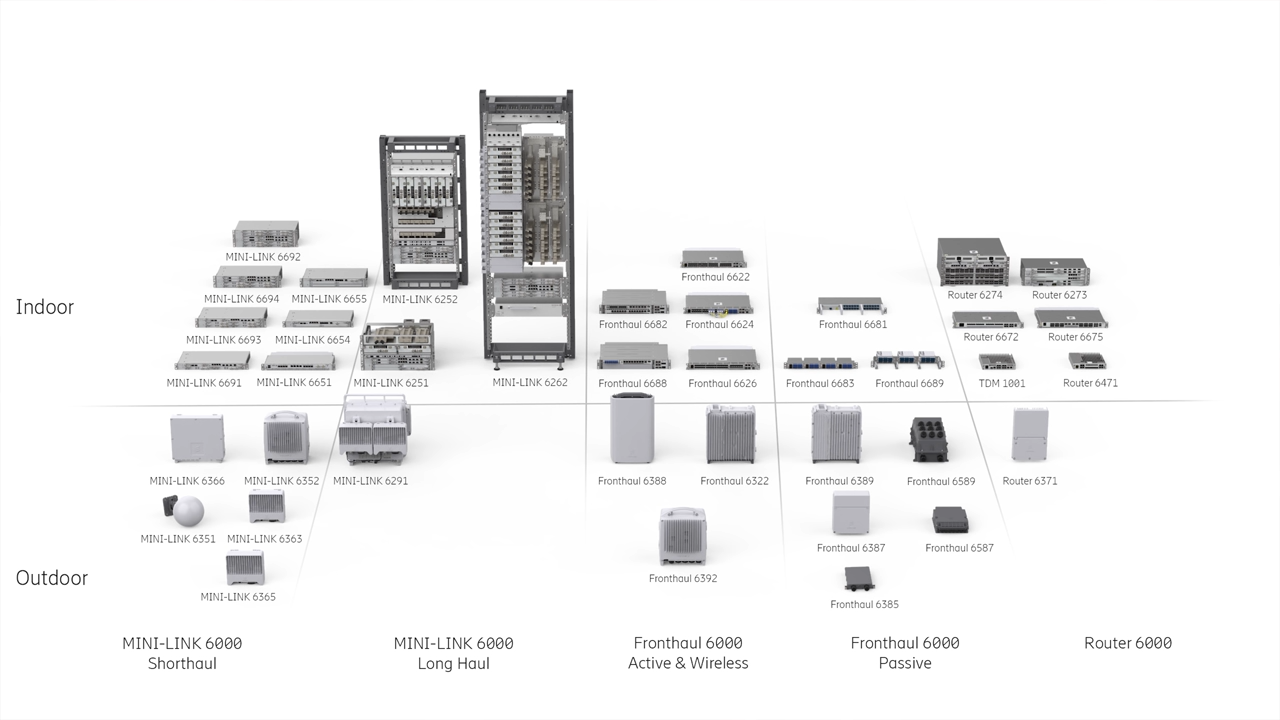 MINI-LINK 6692
MINI-LINK 6252
Fronthaul 6622
Router 6274
Router 6273
MINI-LINK 6694
MINI-LINK 6655
Indoor
Fronthaul 6682
Fronthaul 6624
Fronthaul 6681
MINI-LINK 6693
MINI-LINK 6654
Router 6672
Router 6675
MINI-LINK 6691
MINI-LINK 6651
MINI-LINK 6251
MINI-LINK 6262
Fronthaul 6688
Fronthaul 6626
Fronthaul 6683
Fronthaul 6689
TDM 1001
Router 6471
MINI-LINK 6366
MINI-LINK 6352
MINI-LINK 6291
Fronthaul 6388
Fronthaul 6322
Fronthaul 6389
Fronthaul 6589
Router 6371
MINI-LINK 6351
MINI-LINK 6363
Fronthaul 6387
Fronthaul 6587
Outdoor
Fronthaul 6392
MINI-LINK 6365
Fronthaul 6385
MINI-LINK 6000
Shorthaul
MINI-LINK 6000
Long Haul
Fronthaul 6000
Active & Wireless
Fronthaul 6000
Passive
Router 6000